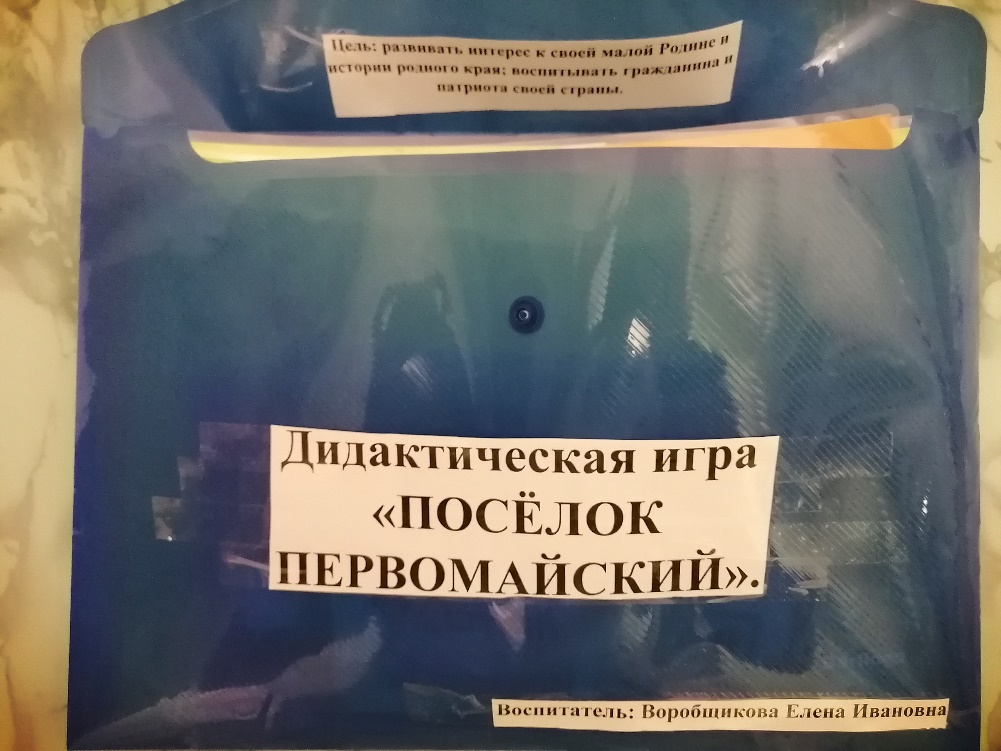 Цель: развивать интерес к своей малой Родине и
истории родного края; воспитывать гражданина и
патриота своей страны.
Дидактическая игра
«ПОСЁЛОК
ПЕРВОМАЙСКИЙ».
Воспитатель: Воробщикова Елена Ивановна